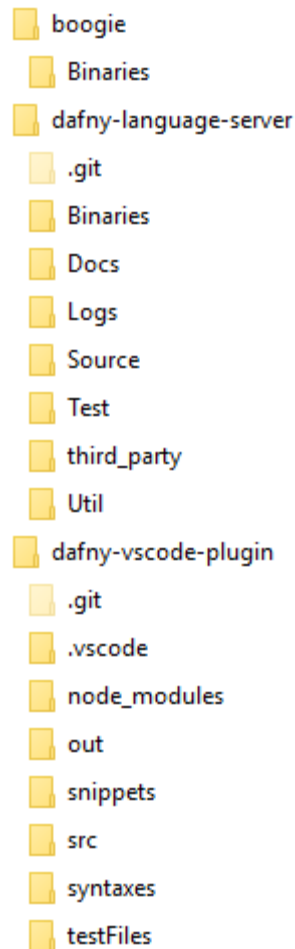 boogie
Binaries
dafny-language-server
.git
Binaries
Docs
Logs
Source
Test
third_party
Util
dafny-vscode-plugin
.git
.vscode
node_modules
out
snippets
src
syntaxes
testFiles